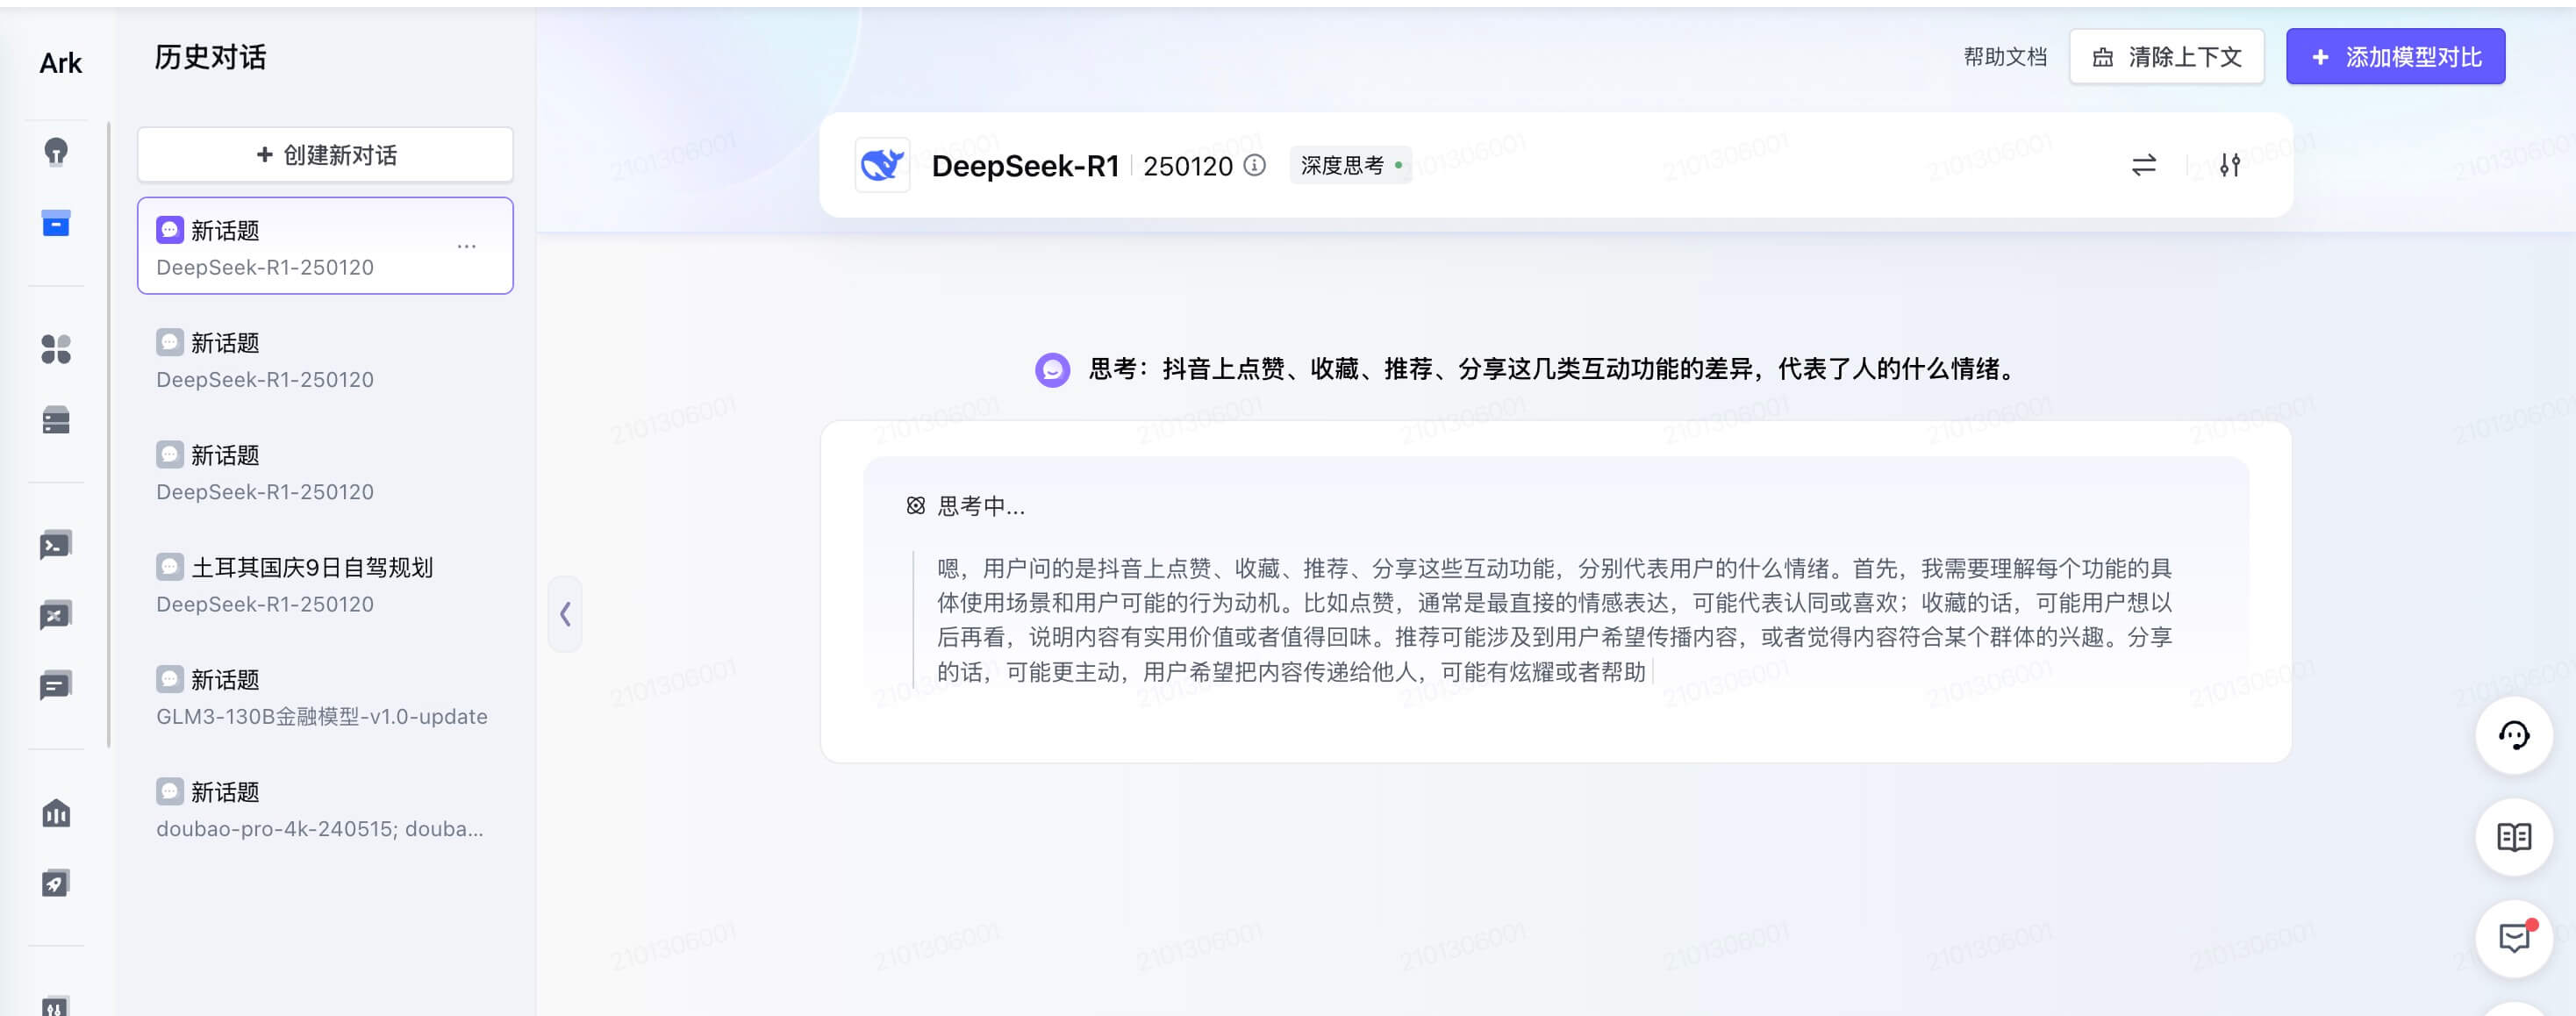 Ark
历史对话
+ 创建新对话
新话题
DeepSeek-R1-250120
...
新话题
DeepSeek-R1-250120
新话题
DeepSeek-R1-250120
土耳其国庆9日自驾规划
DeepSeek-R1-250120
新话题
GLM3-130B金融模型-v1.0-update
新话题
doubao-pro-4k-240515; douba...
帮助文档
清除上下文
+ 添加模型对比
DeepSeek-R1 250120
深度思考
思考：抖音上点赞、收藏、推荐、分享这几类互动功能的差异，代表了人的什么情绪。
思考中...
嗯，用户问的是抖音上点赞、收藏、推荐、分享这些互动功能，分别代表用户的什么情绪。首先，我需要理解每个功能的具
体使用场景和用户可能的行为动机。比如点赞，通常是最直接的情感表达，可能代表认同或喜欢；收藏的话，可能用户想以
后再看，说明内容有实用价值或者值得回味。推荐可能涉及到用户希望传播内容，或者觉得内容符合某个群体的兴趣。分享
的话，可能更主动，用户希望把内容传递给他人，可能有炫耀或者帮助
2101306001